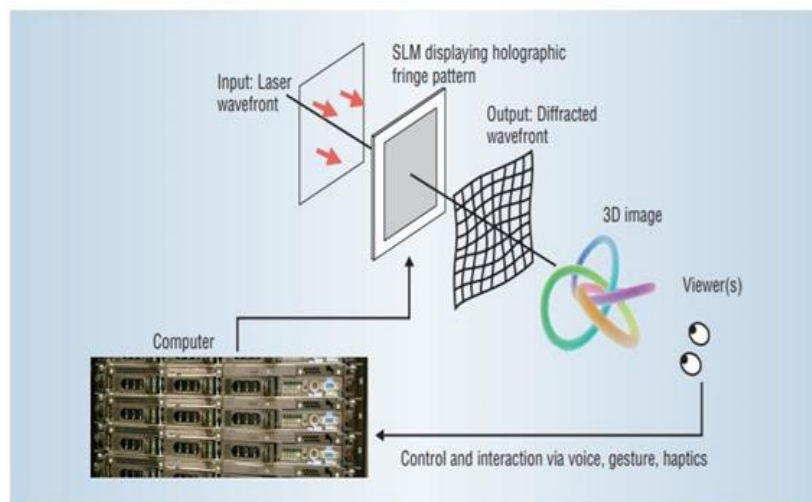 SLM displaying holographic
fringe pattern
Input: Laser
wavefront
Output: Diffracted
wavefront
3D image
Viewer(s)
Computer
Control and interaction via voice, gesture, haptics